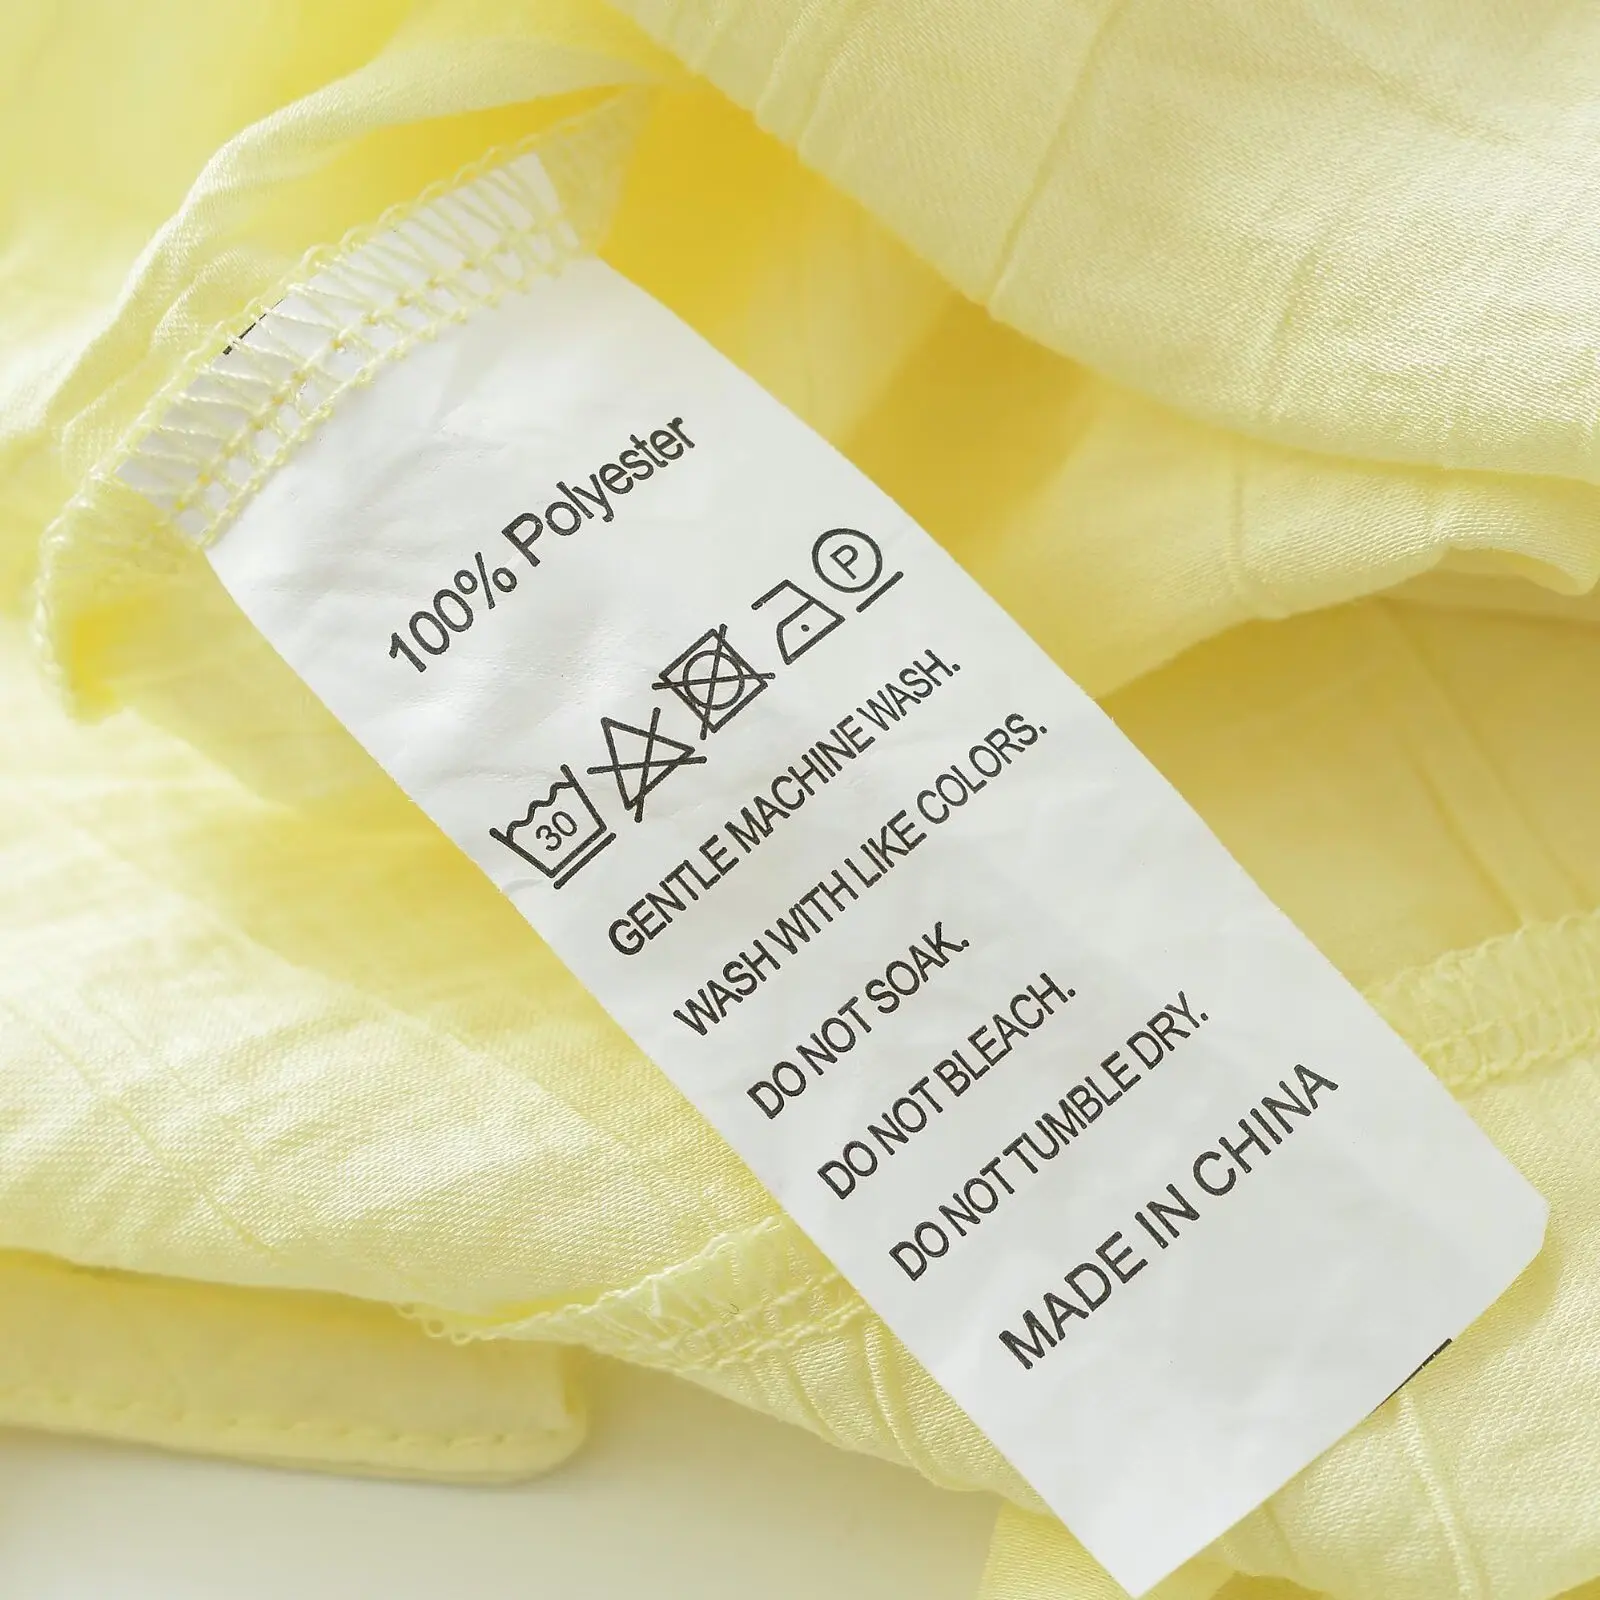 100% Polyester
30 P
GENTLE MACHINE WASH.
WASH WITH LIKE COLORS.
DO NOT SOAK.
DO NOT BLEACH.
DO NOT TUMBLE DRY.
MADE IN CHINA